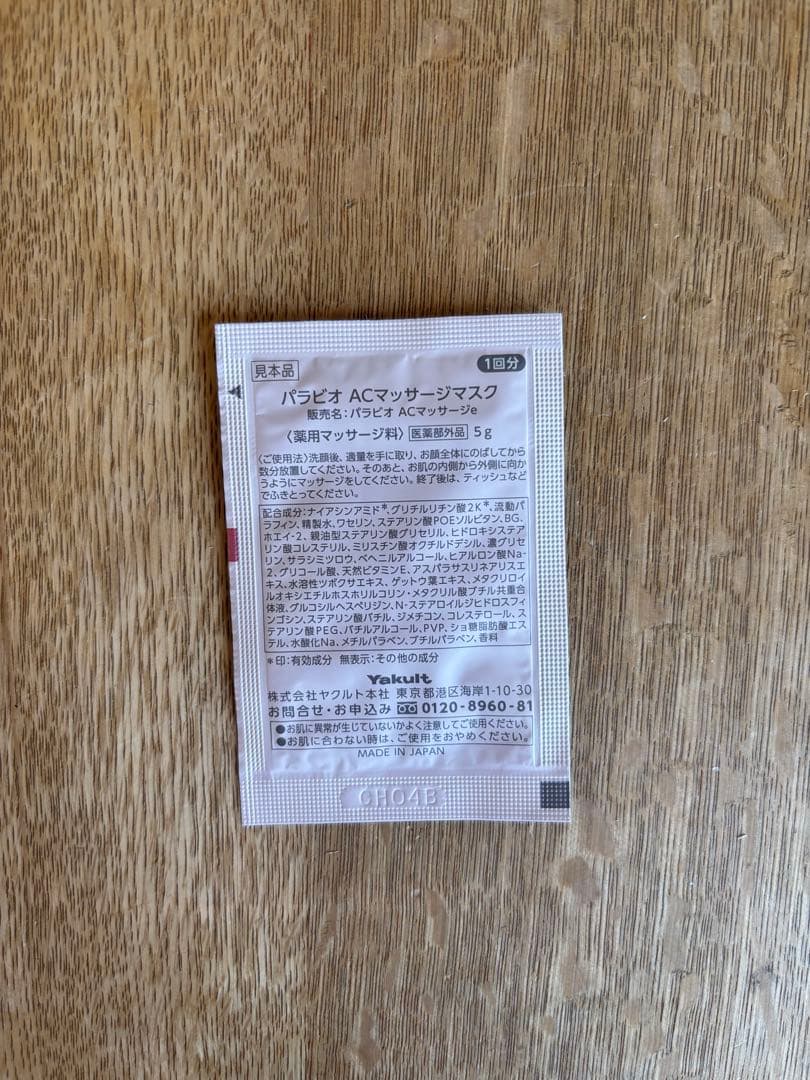 見本品
1回分
パラビオ ACマッサージマスク
販売名:パラビオ ACマッサージe
〈薬用マッサージ料〉 医薬部外品 5g
〈ご使用法〉洗顔後、適量を手に取り、お顔全体にのばしてから
数分放置してください。そのあと、お肌の内側から外側に向か
うようにマッサージをしてください。終了後は、ティッシュなど
でふきとってください。
配合成分:ナイアシンアミド*,グリチルリチン酸2K*,流動パ
ラフィン,精製水,ワセリン,ステアリン酸POEソルビタン,BG,
ホエイ-2,親油型ステアリン酸グリセリル,ヒドロキシステア
リン酸コレステリル,ミリスチン酸オクチルドデシル,濃グリセ
リン,サラシミツロウ,ベヘニルアルコール,ヒアルロン酸Na-
2,グリコール酸,天然ビタミンE,アスパラサスリネアリスエ
キス,水溶性ツボクサエキス,ゲットウ葉エキス,メタクリロイ
ルオキシエチルホスホリルコリン・メタクリル酸ブチル共重合
体液,グルコシルヘスペリジン,N-ステアロイルジヒドロスフィ
ンゴシン,ステアリン酸バチル,ジメチコン,コレステロール,ス
テアリン酸PEG,バチルアルコール,PVP,ショ糖脂肪酸エス
テル,水酸化Na,メチルパラベン,ブチルパラベン,香料
*印:有効成分 無表示:その他の成分
Yakult
株式会社ヤクルト本社 東京都港区海岸1-10-30
お問合せ・お申込み 0120-8960-81
●お肌に異常が生じていないかよく注意してご使用ください。
●お肌に合わない時は、ご使用をおやめください。
MADE IN JAPAN